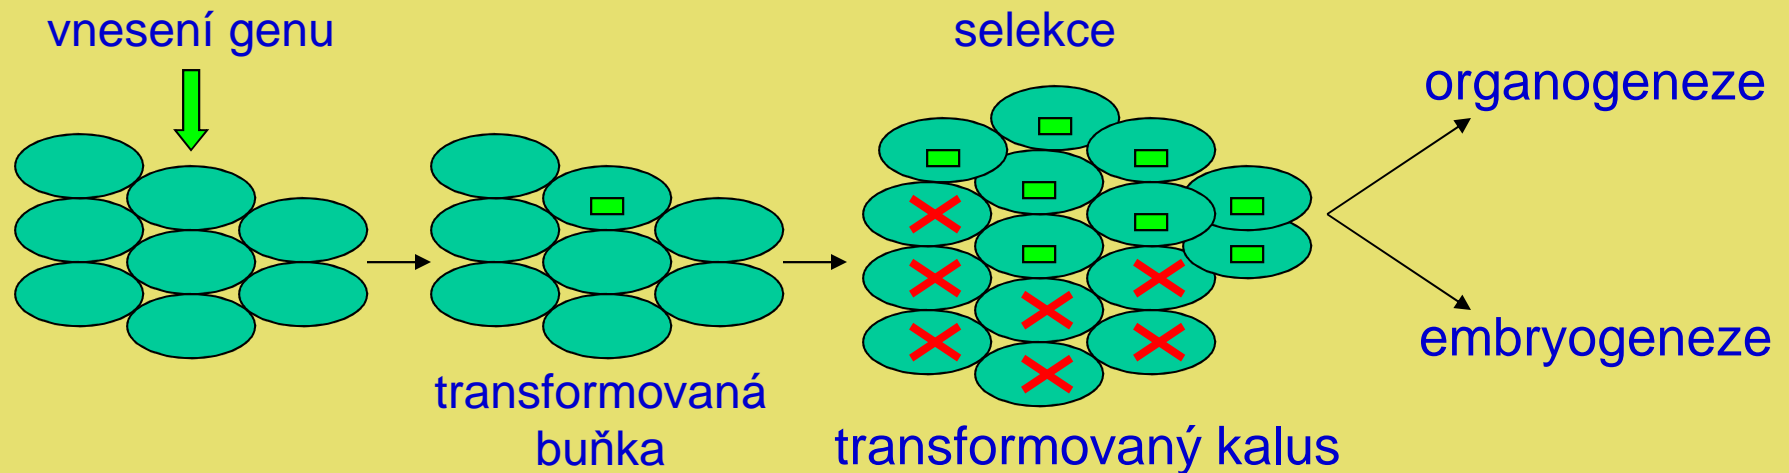 vnesení genu
selekce
organogeneze
embryogeneze
transformovaná
buňka
transformovaný kalus